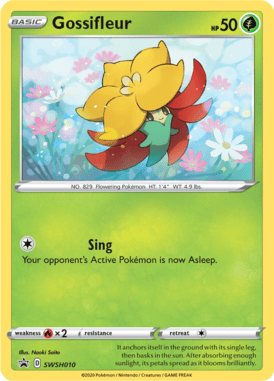 BASIC
Gossifleur
HP 50
NO. 829 Flowering Pokémon HT: 1'4" WT: 4.9 lbs.
Sing
Your opponent's Active Pokémon is now Asleep.
weakness ×2 resistance retreat
Illus. Naoki Saito
D SWSH010
It anchors itself in the ground with its single leg,
then basks in the sun. After absorbing enough
sunlight, its petals spread as it blooms brilliantly.
©2020 Pokémon / Nintendo / Creatures / GAME FREAK